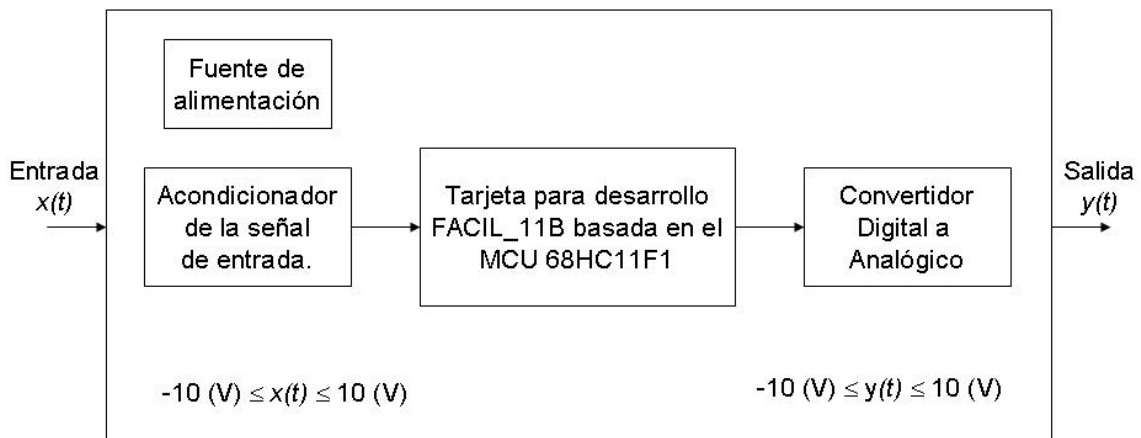 Fuente de
alimentación
Entrada
x(t)
Acondicionador
de la señal
de entrada.
Tarjeta para desarrollo
FACIL_11B basada en el
MCU 68HC11F1
Convertidor
Digital a
Analógico
Salida
y(t)
-10 (V) ≤ x(t) ≤ 10 (V)
-10 (V) ≤ y(t) ≤ 10 (V)